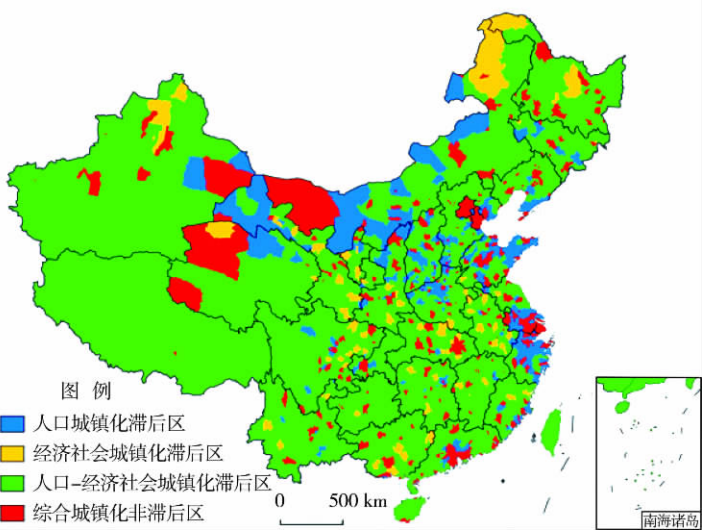 图 例
人口城镇化滞后区
经济社会城镇化滞后区
人口-经济社会城镇化滞后区
综合城镇化非滞后区
0 500 km
南海诸岛